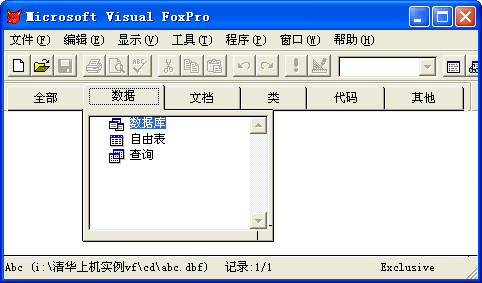 Microsoft Visual FoxPro
文件(F) 编辑(E) 显示(V) 工具(T) 程序(P) 窗口(W) 帮助(H)
全部 数据 文档 类 代码 其他
数据库
自由表
查询
Abc (i:\清华上机实例vf\cd\abc.dbf) 记录:1/1 Exclusive